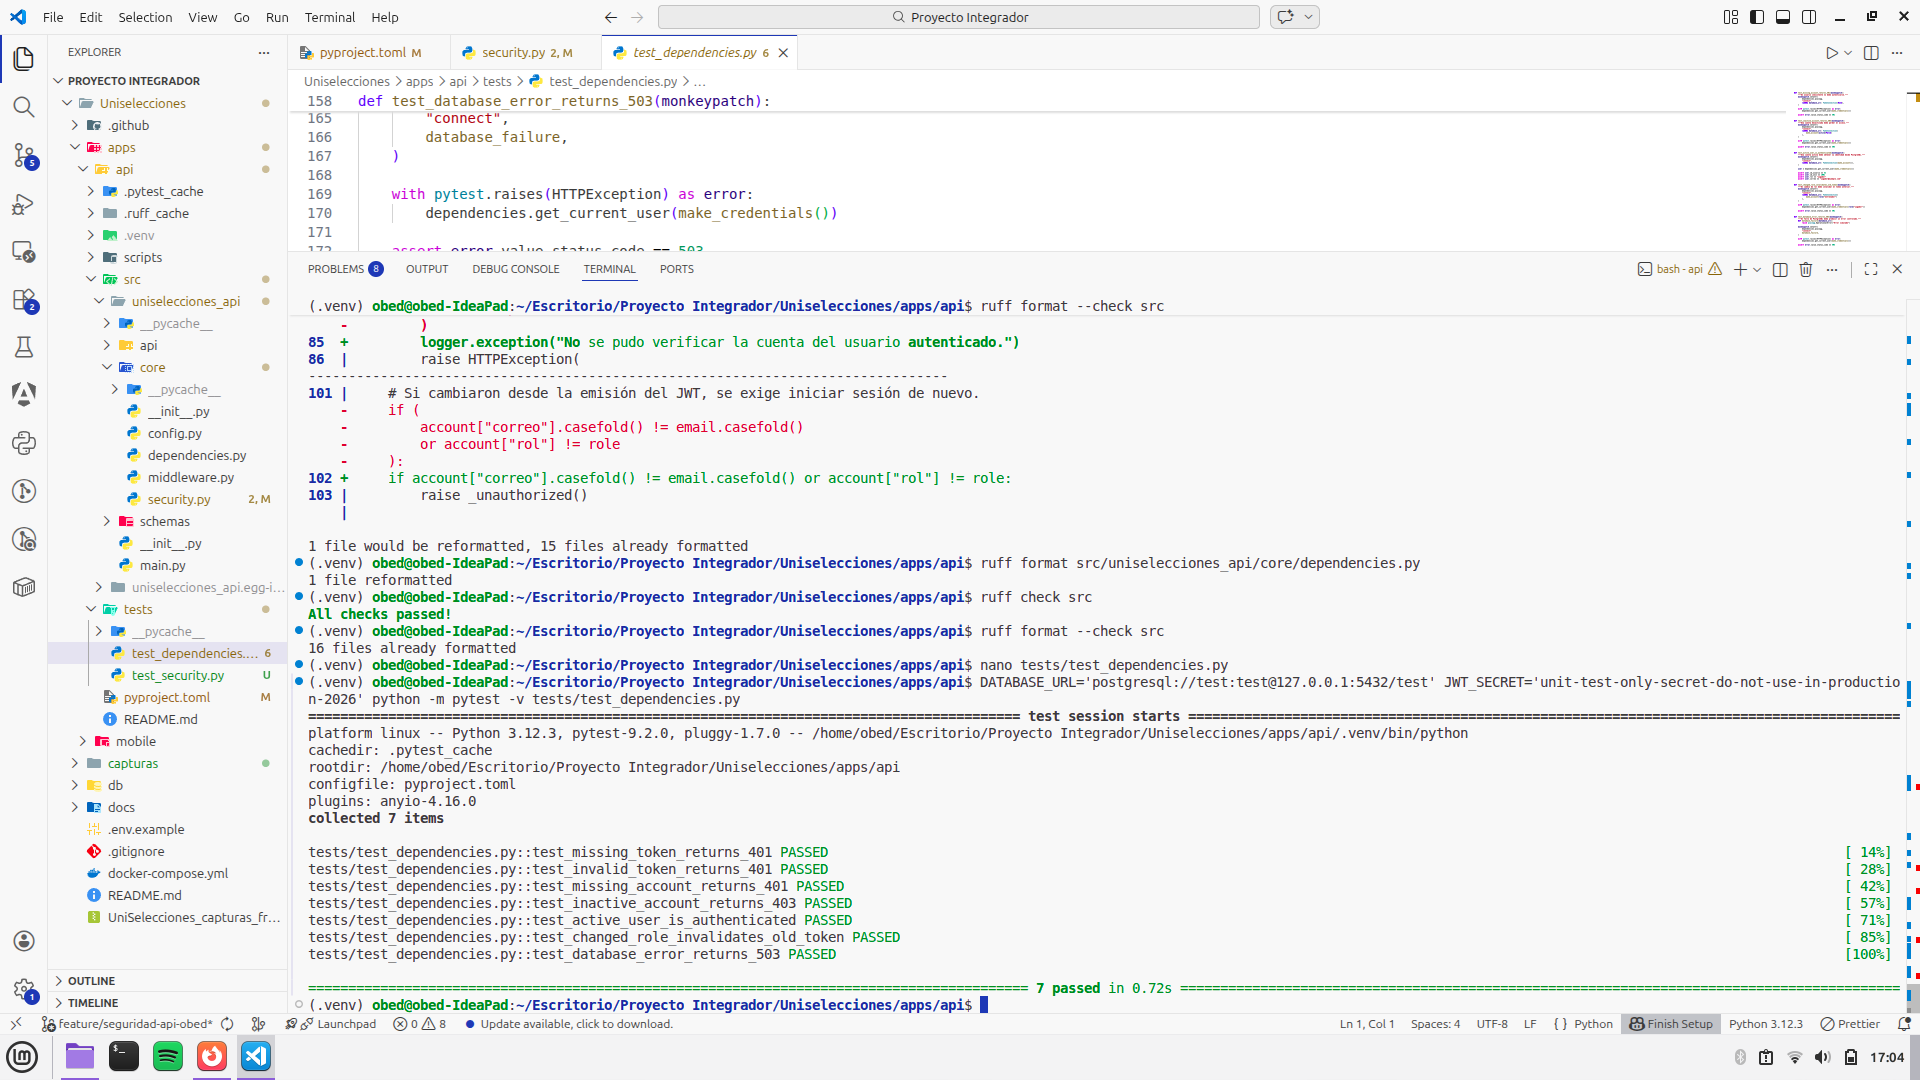 File Edit Selection View Go Run Terminal Help
Proyecto Integrador
EXPLORER
PROYECTO INTEGRADOR
Uniselecciones
.github
apps
api
.pytest_cache
.ruff_cache
.venv
scripts
src
uniselecciones_api
__pycache__
api
core
__pycache__
__init__.py
config.py
dependencies.py
middleware.py
security.py 2, M
schemas
__init__.py
main.py
uniselecciones_api.egg-i...
tests
__pycache__
test_dependencies.... 6
test_security.py U
pyproject.toml M
README.md
mobile
capturas
db
docs
.env.example
.gitignore
docker-compose.yml
README.md
UniSelecciones_capturas_fr...
OUTLINE
TIMELINE
5
2
1
pyproject.toml M
security.py 2, M
test_dependencies.py 6
Uniselecciones > apps > api > tests > test_dependencies.py > ...
158 def test_database_error_returns_503(monkeypatch):
165 "connect",
166 database_failure,
167 )
168
169 with pytest.raises(HTTPException) as error:
170 dependencies.get_current_user(make_credentials())
171
172 assert error.value.status_code == 503
PROBLEMS 8 OUTPUT DEBUG CONSOLE TERMINAL PORTS
bash - api
(.venv) obed@obed-IdeaPad:~/Escritorio/Proyecto Integrador/Uniselecciones/apps/api$ ruff format --check src
- )
85 + logger.exception("No se pudo verificar la cuenta del usuario autenticado.")
86 | raise HTTPException(
--------------------------------------------------------------------------------
101 | # Si cambiaron desde la emisión del JWT, se exige iniciar sesión de nuevo.
- if (
- account["correo"].casefold() != email.casefold()
- or account["rol"] != role
- ):
102 + if account["correo"].casefold() != email.casefold() or account["rol"] != role:
103 | raise _unauthorized()
|
1 file would be reformatted, 15 files already formatted
(.venv) obed@obed-IdeaPad:~/Escritorio/Proyecto Integrador/Uniselecciones/apps/api$ ruff format src/uniselecciones_api/core/dependencies.py
1 file reformatted
(.venv) obed@obed-IdeaPad:~/Escritorio/Proyecto Integrador/Uniselecciones/apps/api$ ruff check src
All checks passed!
(.venv) obed@obed-IdeaPad:~/Escritorio/Proyecto Integrador/Uniselecciones/apps/api$ ruff format --check src
16 files already formatted
(.venv) obed@obed-IdeaPad:~/Escritorio/Proyecto Integrador/Uniselecciones/apps/api$ nano tests/test_dependencies.py
(.venv) obed@obed-IdeaPad:~/Escritorio/Proyecto Integrador/Uniselecciones/apps/api$ DATABASE_URL='postgresql://test:test@127.0.0.1:5432/test' JWT_SECRET='unit-test-only-secret-do-not-use-in-productio
n-2026' python -m pytest -v tests/test_dependencies.py
=== test session starts ===
platform linux -- Python 3.12.3, pytest-9.2.0, pluggy-1.7.0 -- /home/obed/Escritorio/Proyecto Integrador/Uniselecciones/apps/api/.venv/bin/python
cachedir: .pytest_cache
rootdir: /home/obed/Escritorio/Proyecto Integrador/Uniselecciones/apps/api
configfile: pyproject.toml
plugins: anyio-4.16.0
collected 7 items
tests/test_dependencies.py::test_missing_token_returns_401 PASSED [ 14%]
tests/test_dependencies.py::test_invalid_token_returns_401 PASSED [ 28%]
tests/test_dependencies.py::test_missing_account_returns_401 PASSED [ 42%]
tests/test_dependencies.py::test_inactive_account_returns_403 PASSED [ 57%]
tests/test_dependencies.py::test_active_user_is_authenticated PASSED [ 71%]
tests/test_dependencies.py::test_changed_role_invalidates_old_token PASSED [ 85%]
tests/test_dependencies.py::test_database_error_returns_503 PASSED [100%]
=== 7 passed in 0.72s ===
(.venv) obed@obed-IdeaPad:~/Escritorio/Proyecto Integrador/Uniselecciones/apps/api$
feature/seguridad-api-obed* Launchpad 0 8 Update available, click to download.
Ln 1, Col 1 Spaces: 4 UTF-8 LF { } Python Finish Setup Python 3.12.3 Prettier
17:04